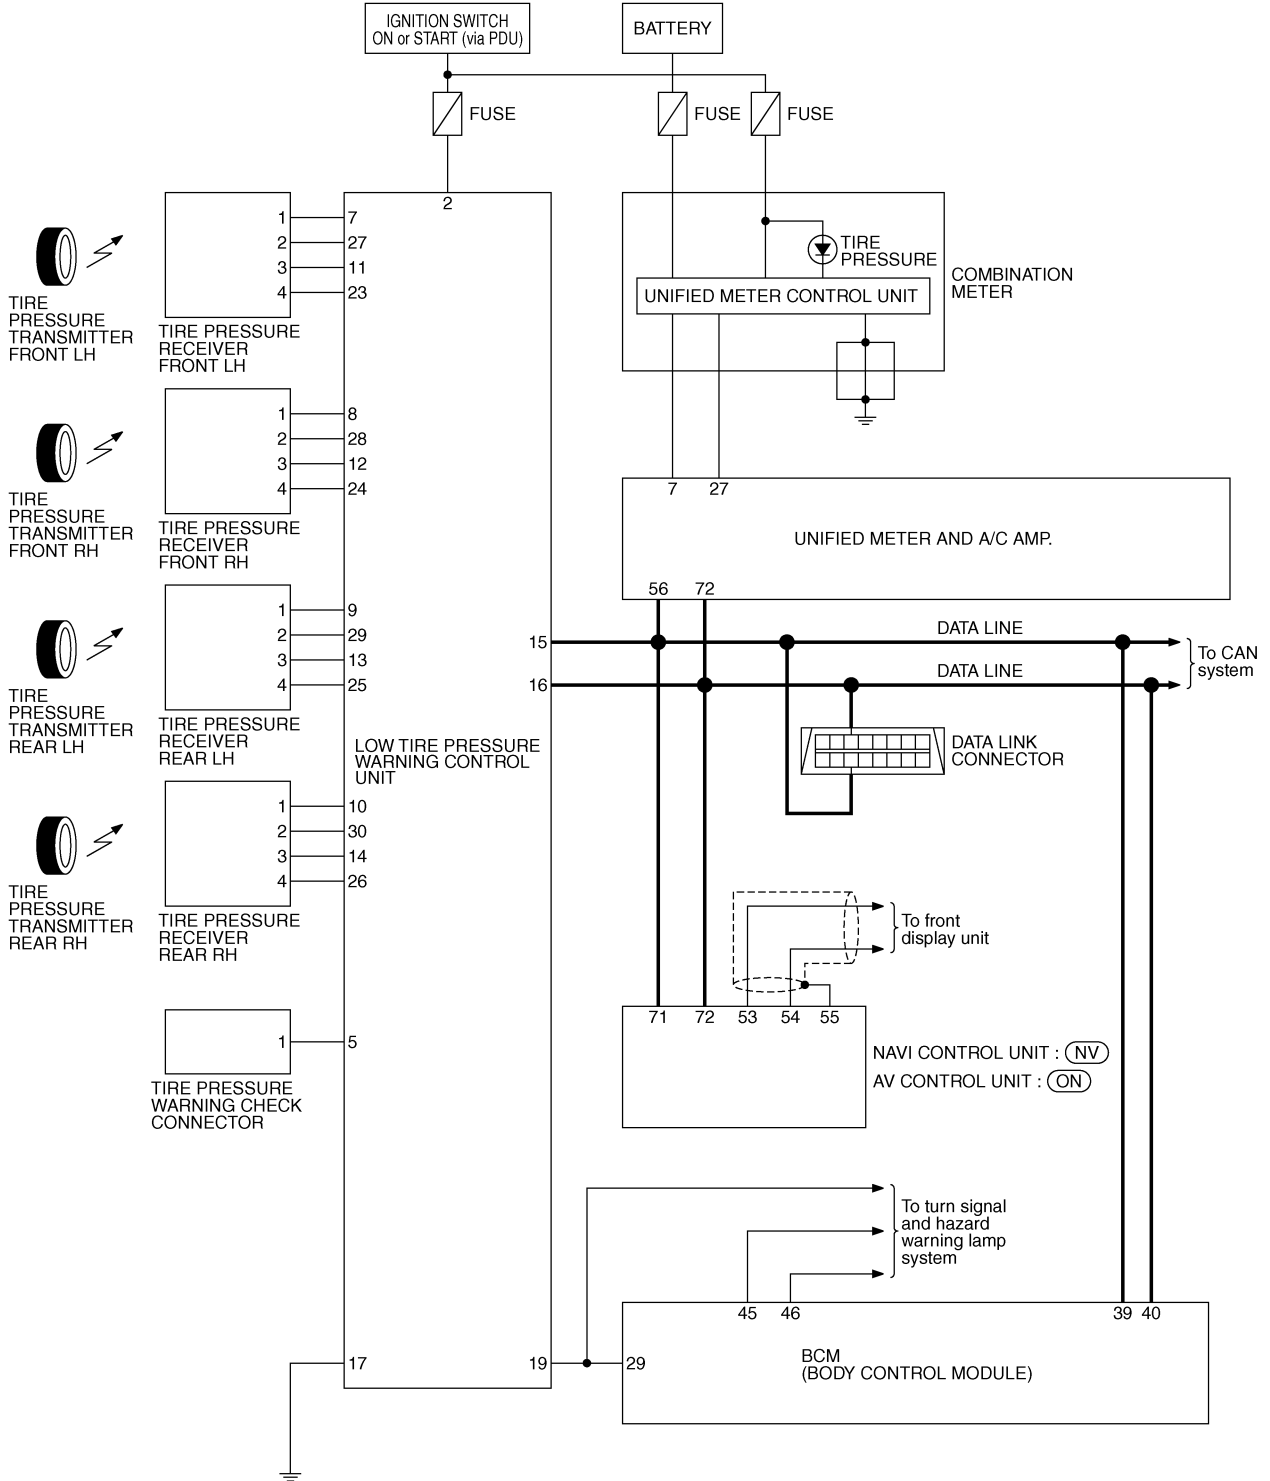 IGNITION SWITCH
ON or START (via PDU)
BATTERY
FUSE
FUSE
FUSE
2
TIRE
PRESSURE
UNIFIED METER CONTROL UNIT
COMBINATION
METER
TIRE
PRESSURE
TRANSMITTER
FRONT LH
1 7
2 27
3 11
4 23
TIRE PRESSURE
RECEIVER
FRONT LH
TIRE
PRESSURE
TRANSMITTER
FRONT RH
1 8
2 28
3 12
4 24
TIRE PRESSURE
RECEIVER
FRONT RH
7 27
UNIFIED METER AND A/C AMP.
56 72
TIRE
PRESSURE
TRANSMITTER
REAR LH
1 9
2 29
3 13
4 25
TIRE PRESSURE
RECEIVER
REAR LH
15
DATA LINE
16
DATA LINE
To CAN
system
LOW TIRE PRESSURE
WARNING CONTROL
UNIT
DATA LINK
CONNECTOR
TIRE
PRESSURE
TRANSMITTER
REAR RH
1 10
2 30
3 14
4 26
TIRE PRESSURE
RECEIVER
REAR RH
To front
display unit
71 72 53 54 55
NAVI CONTROL UNIT : NV
AV CONTROL UNIT : ON
1 5
TIRE PRESSURE
WARNING CHECK
CONNECTOR
To turn signal
and hazard
warning lamp
system
45 46 39 40
17
19
29
BCM
(BODY CONTROL MODULE)